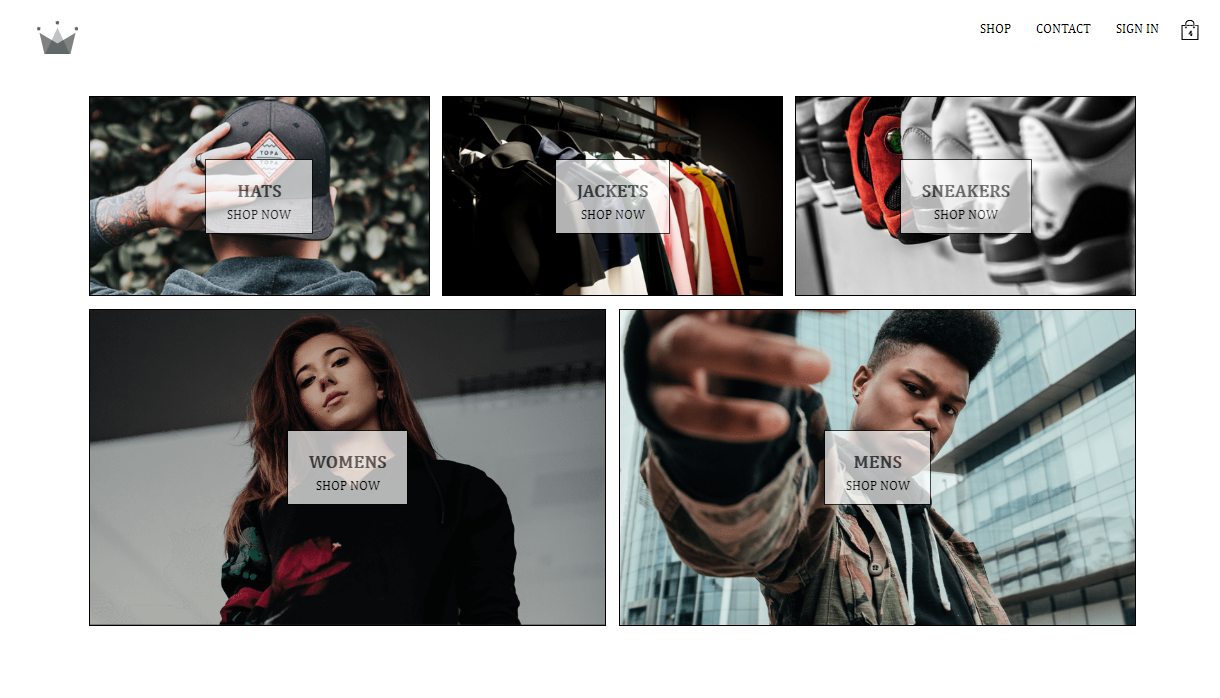 SHOP CONTACT SIGN IN 4
TOPA
TOPA
HATS
SHOP NOW
JACKETS
SHOP NOW
SNEAKERS
SHOP NOW
WOMENS
SHOP NOW
MENS
SHOP NOW